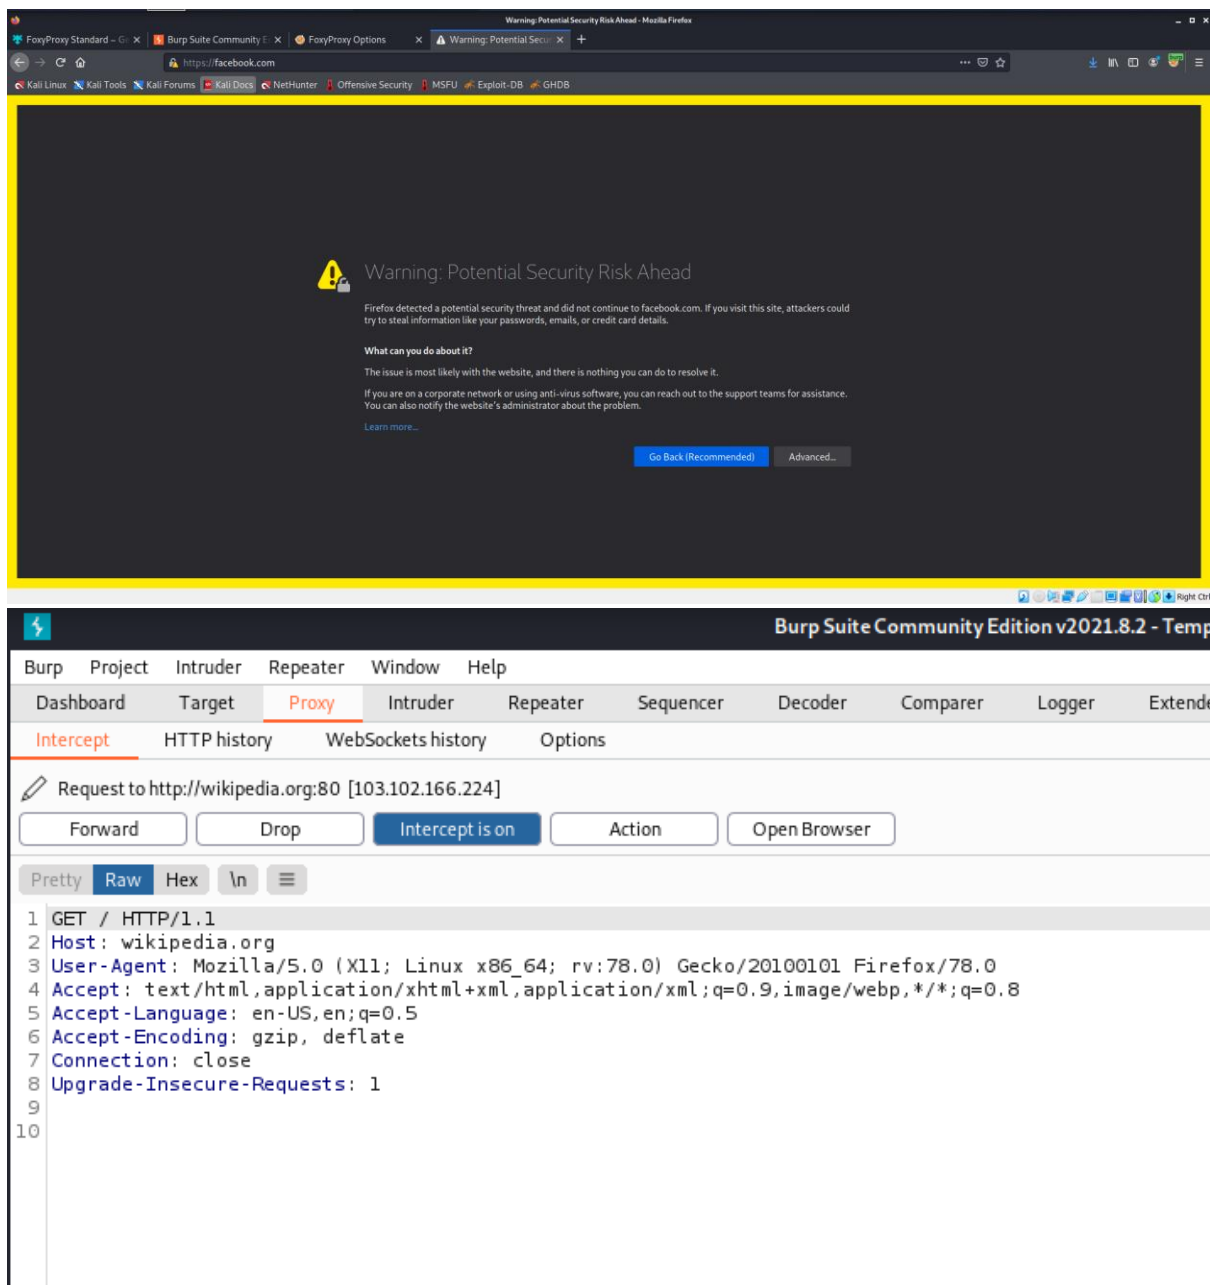 Warning: Potential Security Risk Ahead - Mozilla Firefox
FoxyProxy Standard – G
Burp Suite Community E
FoxyProxy Options
Warning: Potential Secur
https://facebook.com
Kali Linux Kali Tools Kali Forums Kali Docs NetHunter Offensive Security MSFU Exploit-DB GHDB
Warning: Potential Security Risk Ahead
Firefox detected a potential security threat and did not continue to facebook.com. If you visit this site, attackers could
try to steal information like your passwords, emails, or credit card details.
What can you do about it?
The issue is most likely with the website, and there is nothing you can do to resolve it.
If you are on a corporate network or using anti-virus software, you can reach out to the support teams for assistance.
You can also notify the website's administrator about the problem.
Learn more…
Go Back (Recommended) Advanced…
Right Ctrl
Burp Suite Community Edition v2021.8.2 - Temp
Burp Project Intruder Repeater Window Help
Dashboard Target Proxy Intruder Repeater Sequencer Decoder Comparer Logger Extende
Intercept HTTP history WebSockets history Options
Request to http://wikipedia.org:80 [103.102.166.224]
Forward Drop Intercept is on Action Open Browser
Pretty Raw Hex \n
1 GET / HTTP/1.1
2 Host: wikipedia.org
3 User-Agent: Mozilla/5.0 (X11; Linux x86_64; rv:78.0) Gecko/20100101 Firefox/78.0
4 Accept: text/html,application/xhtml+xml,application/xml;q=0.9,image/webp,*/*;q=0.8
5 Accept-Language: en-US,en;q=0.5
6 Accept-Encoding: gzip, deflate
7 Connection: close
8 Upgrade-Insecure-Requests: 1
9
10